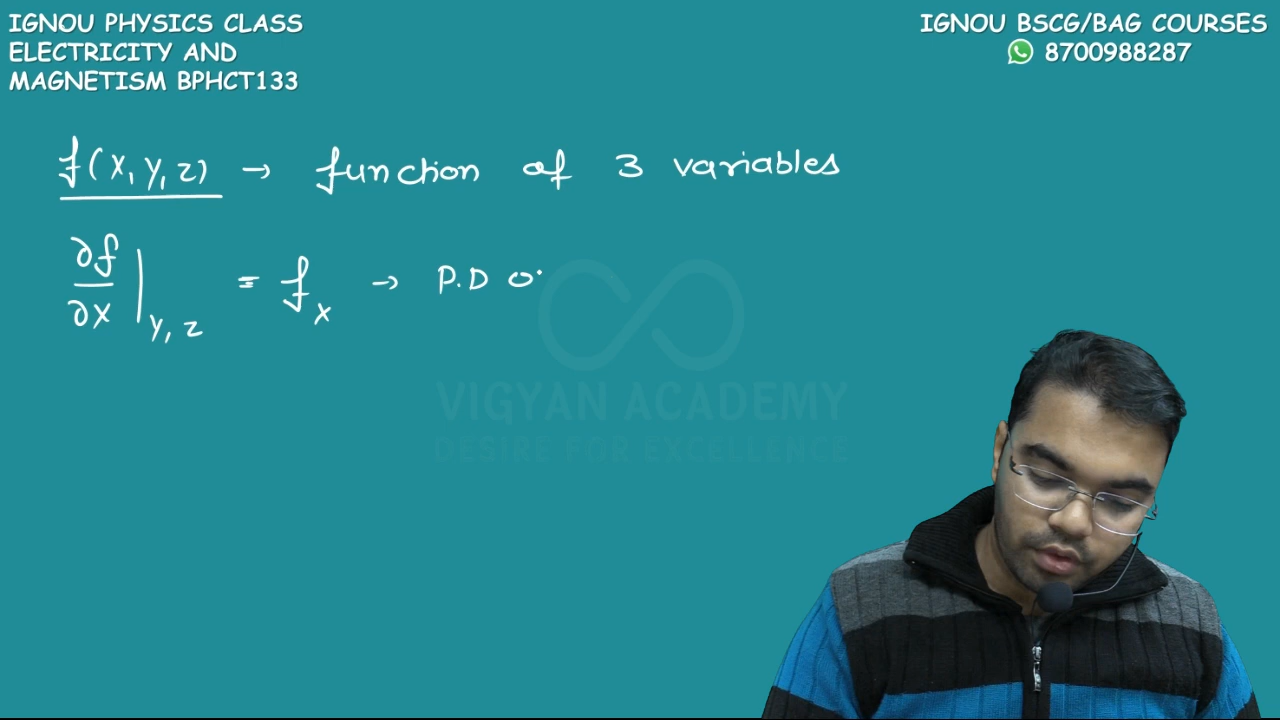 IGNOU PHYSICS CLASS
ELECTRICITY AND
MAGNETISM BPHCT133
IGNOU BSCG/BAG COURSES
8700988287
f(x, y, z) → function of 3 variables
∂f/∂x |y, z = fx → P.D o
VIGYAN ACADEMY
DESIRE FOR EXCELLENCE